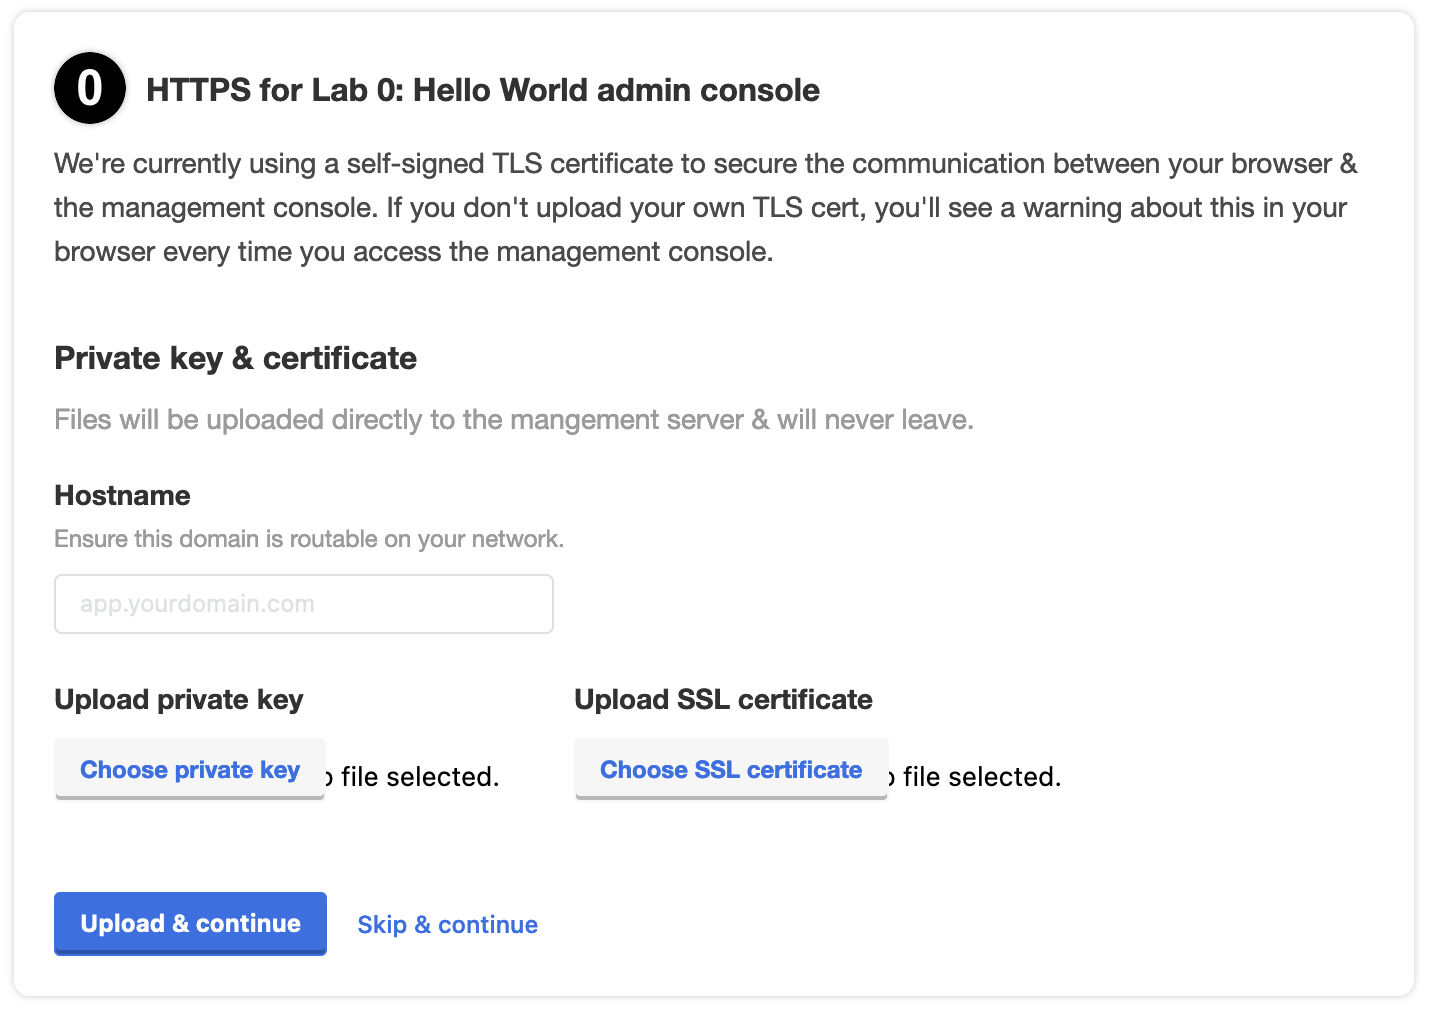 0
HTTPS for Lab 0: Hello World admin console
We're currently using a self-signed TLS certificate to secure the communication between your browser &
the management console. If you don't upload your own TLS cert, you'll see a warning about this in your
browser every time you access the management console.
Private key & certificate
Files will be uploaded directly to the mangement server & will never leave.
Hostname
Ensure this domain is routable on your network.
app.yourdomain.com
Upload private key
Upload SSL certificate
Choose private key file selected.
Choose SSL certificate file selected.
Upload & continue
Skip & continue